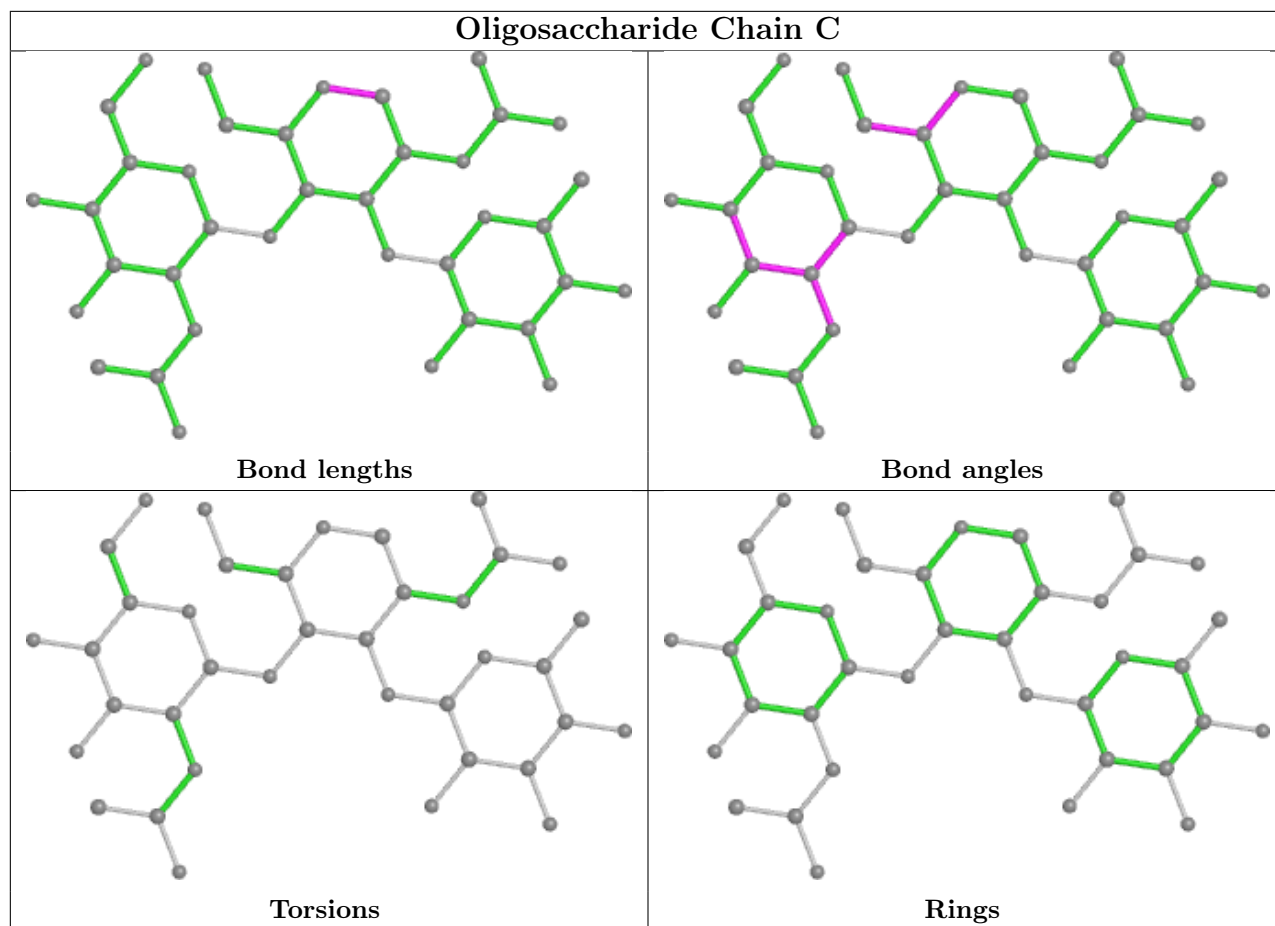 Oligosaccharide Chain C
Bond lengths
Bond angles
Torsions
Rings